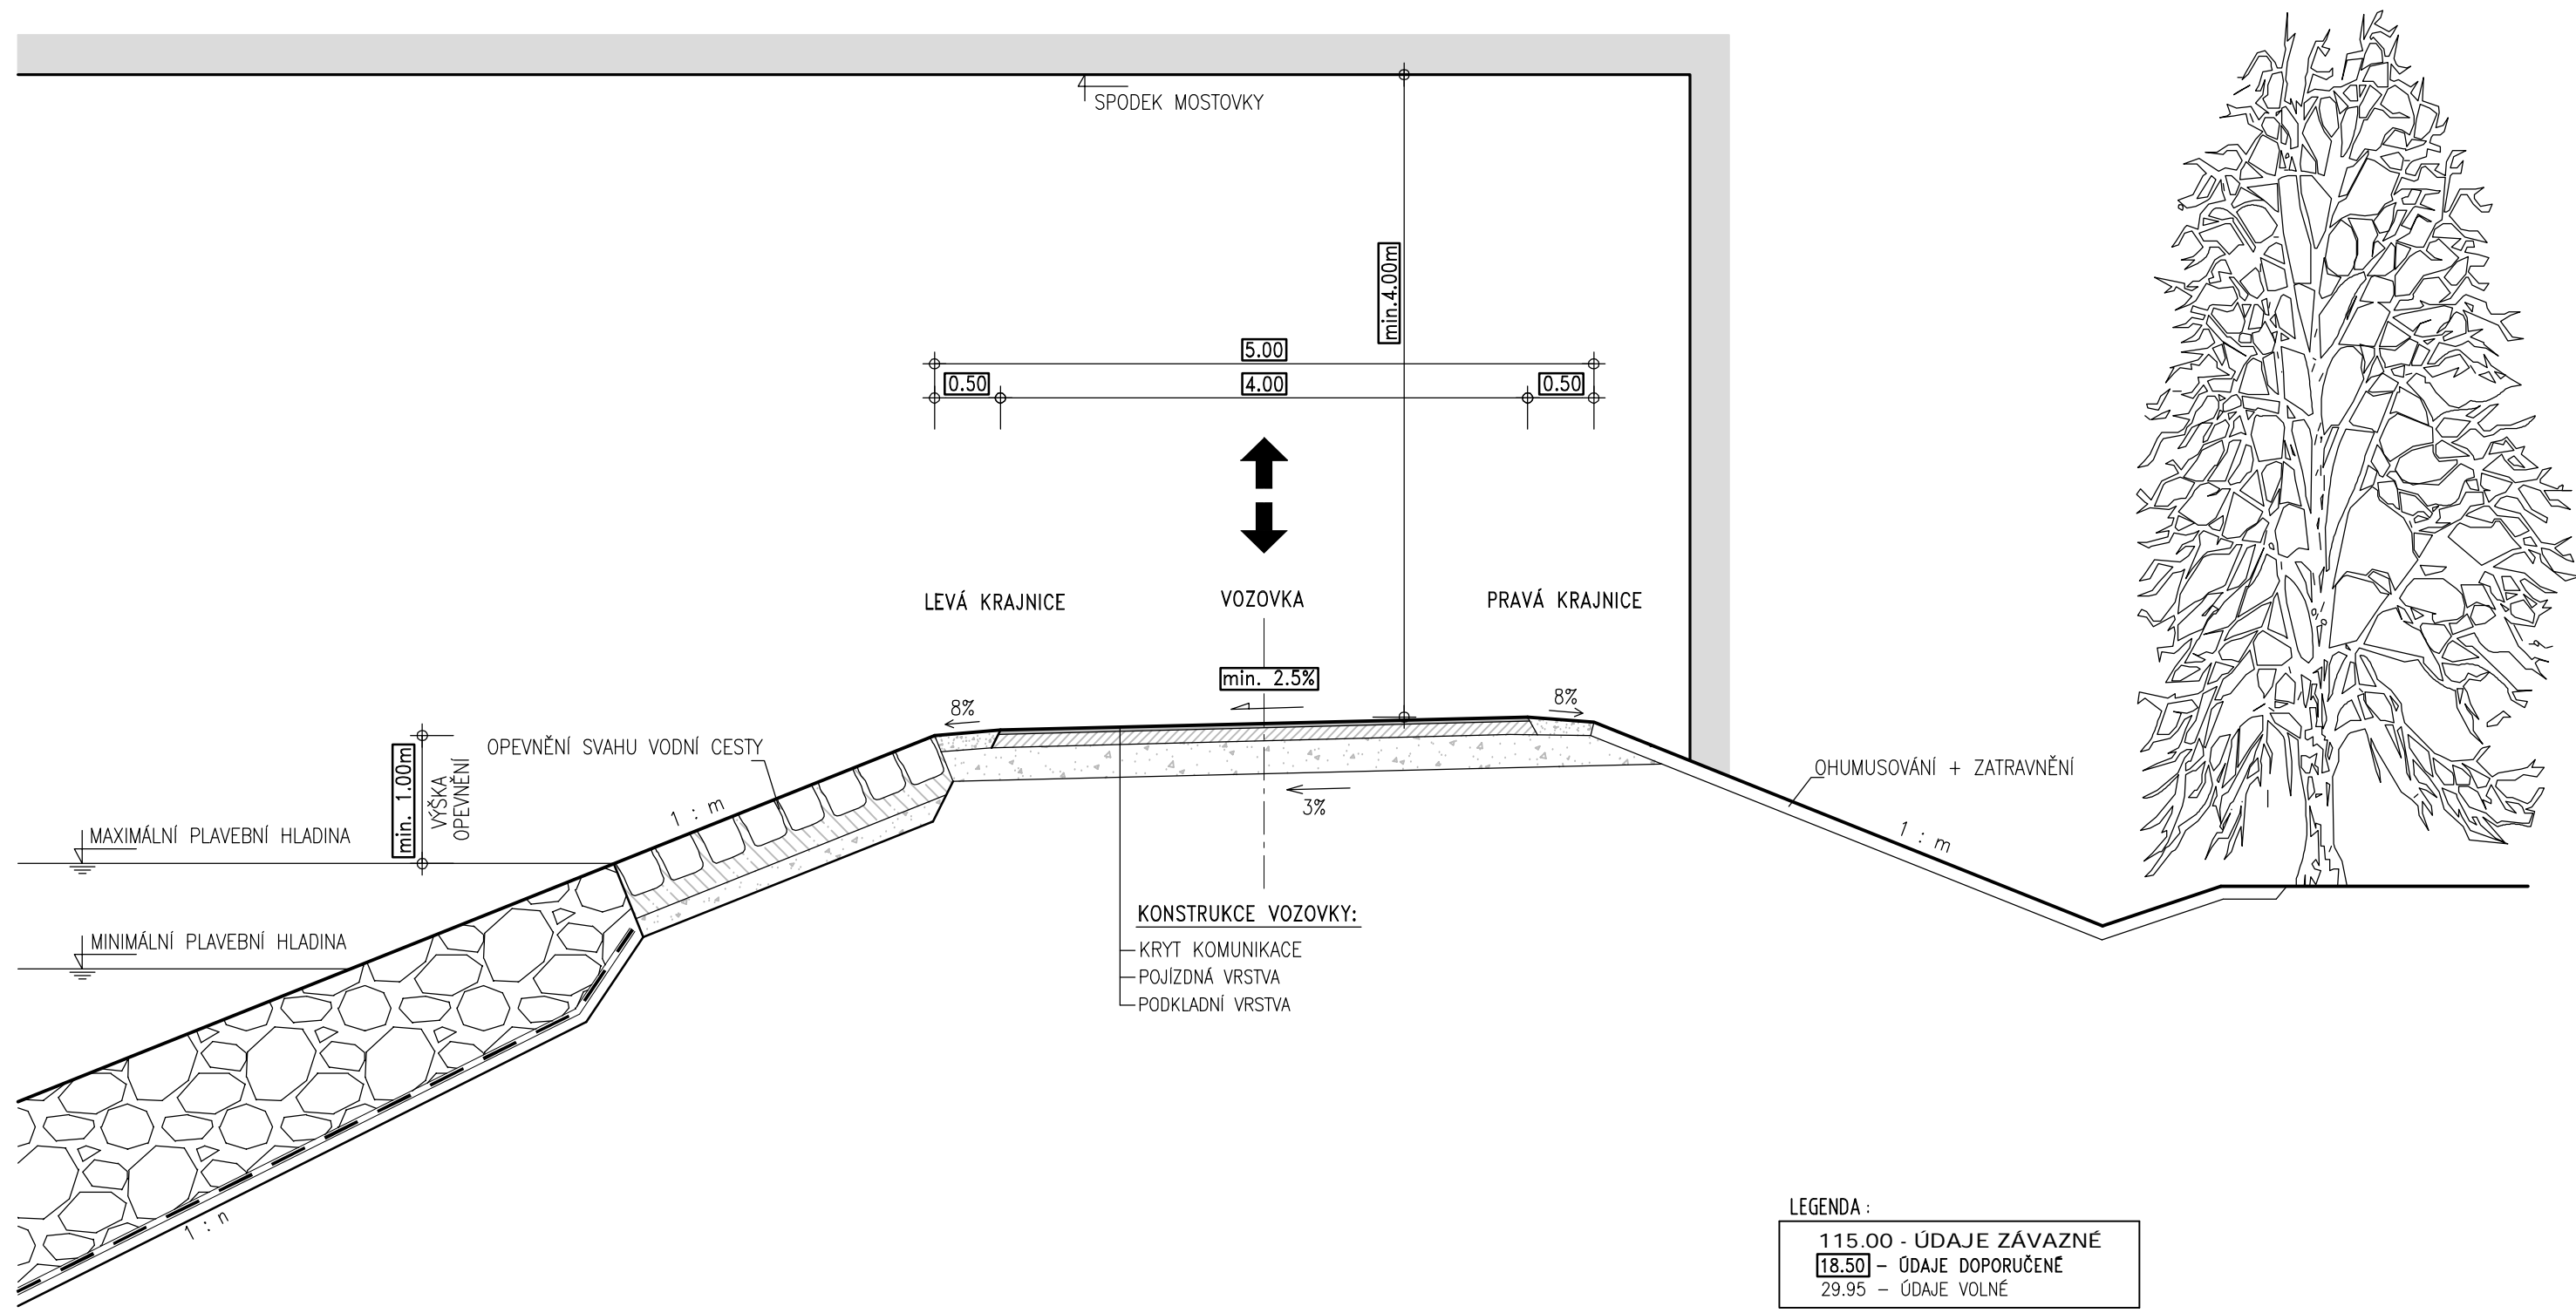 SPODEK MOSTOVKY
min.4.00m
5.00
0.50
4.00
0.50
LEVÁ KRAJNICE
VOZOVKA
PRAVÁ KRAJNICE
min. 2.5%
8%
8%
OPEVNĚNÍ SVAHU VODNÍ CESTY
min. 1.00m
VÝŠKA
OPEVNĚNÍ
1 : m
3%
OHUMUSOVÁNÍ + ZATRAVNĚNÍ
1 : m
MAXIMÁLNÍ PLAVEBNÍ HLADINA
MINIMÁLNÍ PLAVEBNÍ HLADINA
KONSTRUKCE VOZOVKY:
KRYT KOMUNIKACE
POJÍZDNÁ VRSTVA
PODKLADNÍ VRSTVA
1 : n
LEGENDA :
115.00 - ÚDAJE ZÁVAZNÉ
18.50 – ÚDAJE DOPORUČENÉ
29.95 – ÚDAJE VOLNÉ